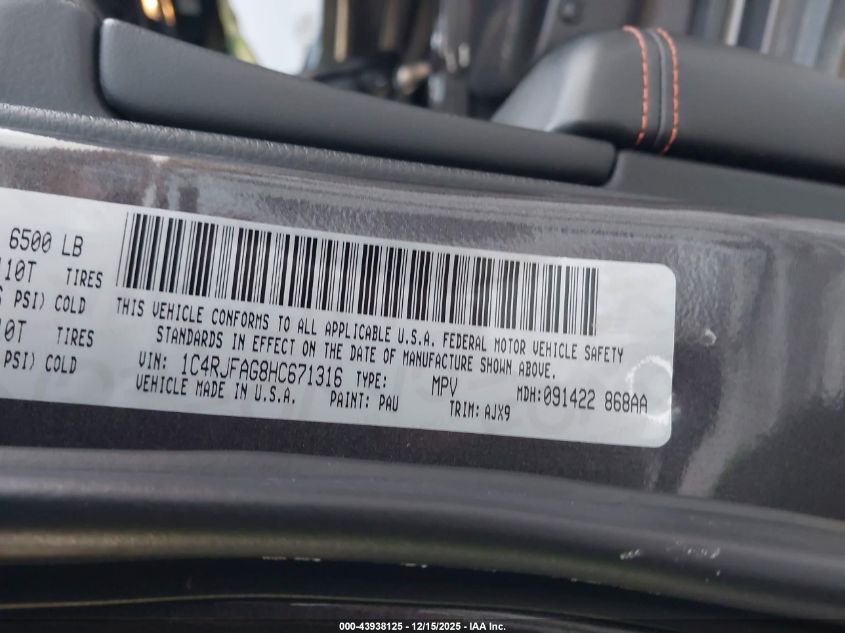 6500 LB
10T TIRES
PSI) COLD
0T TIRES
PSI) COLD
THIS VEHICLE CONFORMS TO ALL APPLICABLE U.S.A. FEDERAL MOTOR VEHICLE SAFETY
STANDARDS IN EFFECT ON THE DATE OF MANUFACTURE SHOWN ABOVE.
VIN: 1C4RJFAG8HC671316 TYPE: MPV MDH:091422 868AA
VEHICLE MADE IN U.S.A. PAINT: PAU TRIM: AJX9
000-43938125 - 12/15/2025 - IAA Inc.